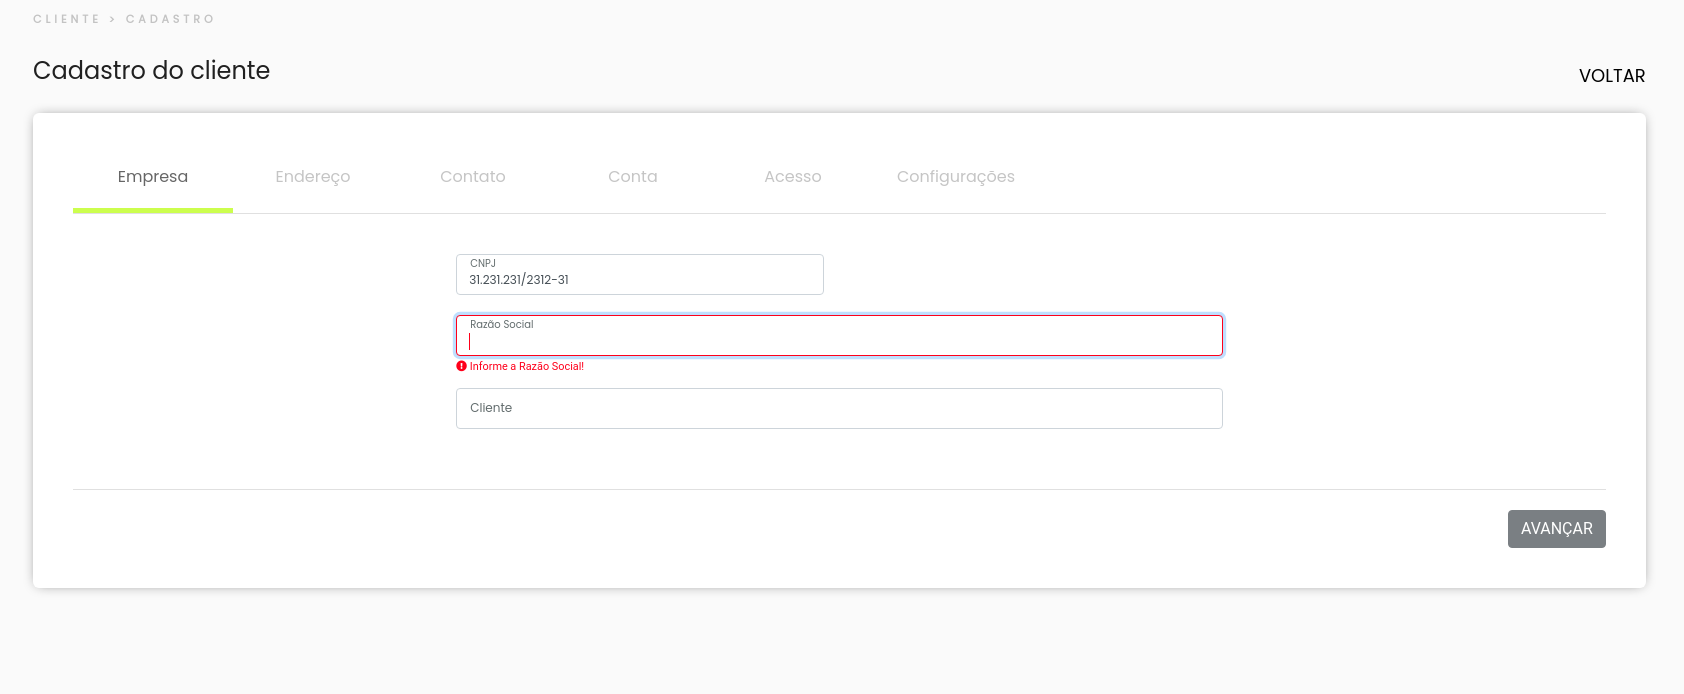 CLIENTE > CADASTRO
Cadastro do cliente
VOLTAR
Empresa Endereço Contato Conta Acesso Configurações
CNPJ
31.231.231/2312-31
Razão Social
Informe a Razão Social!
Cliente
AVANÇAR